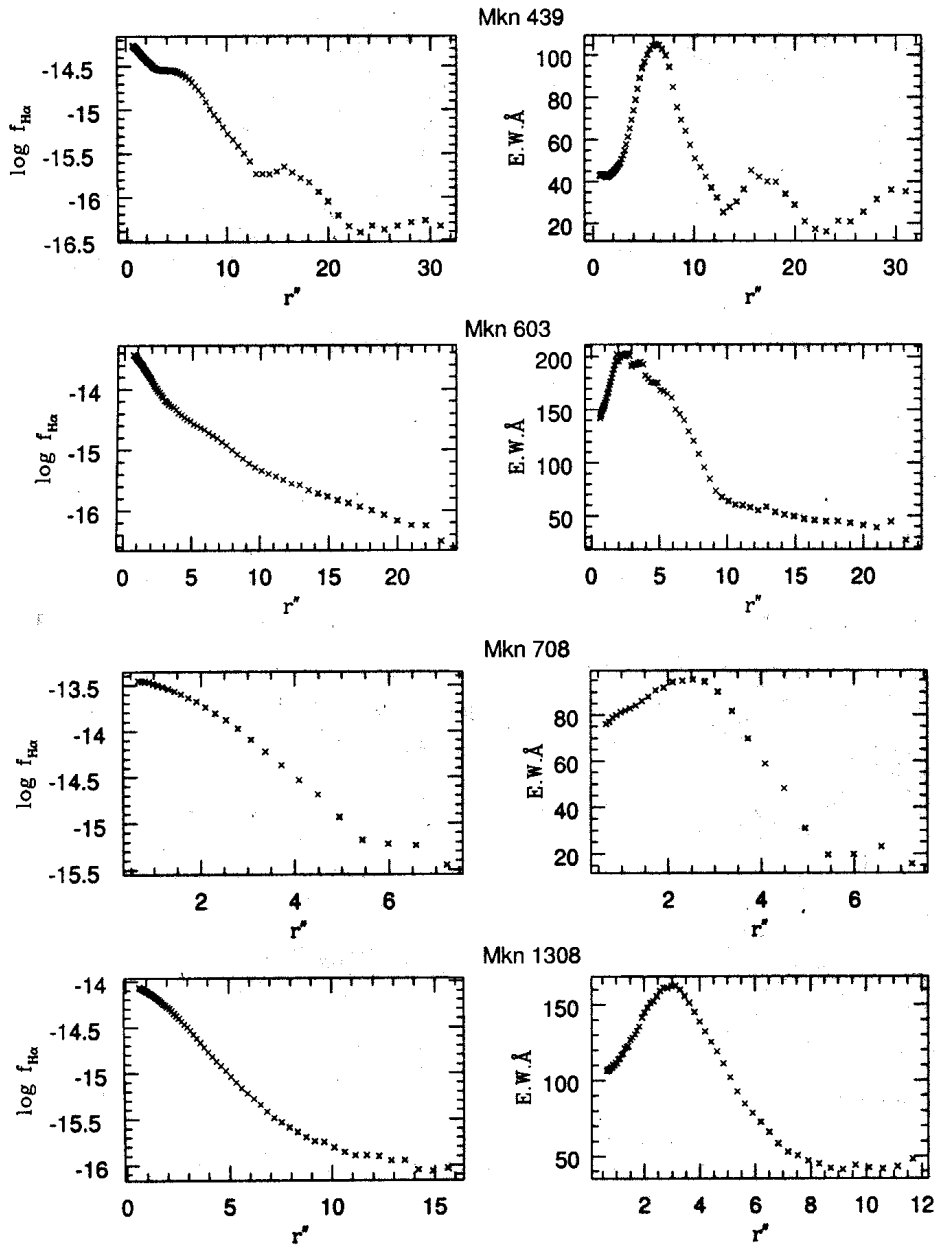 Mkn 439
-14.5
-15
-15.5
-16
-16.5
log f_Hα
0 10 20 30
r″
100
80
60
40
20
E.W.Å
0 10 20 30
r″
Mkn 603
-14
-15
-16
log f_Hα
0 5 10 15 20
r″
200
150
100
50
E.W.Å
0 5 10 15 20
r″
Mkn 708
-13.5
-14
-14.5
-15
-15.5
log f_Hα
2 4 6
r″
80
60
40
20
E.W.Å
2 4 6
r″
Mkn 1308
-14
-14.5
-15
-15.5
-16
log f_Hα
0 5 10 15
r″
150
100
50
E.W.Å
2 4 6 8 10 12
r″